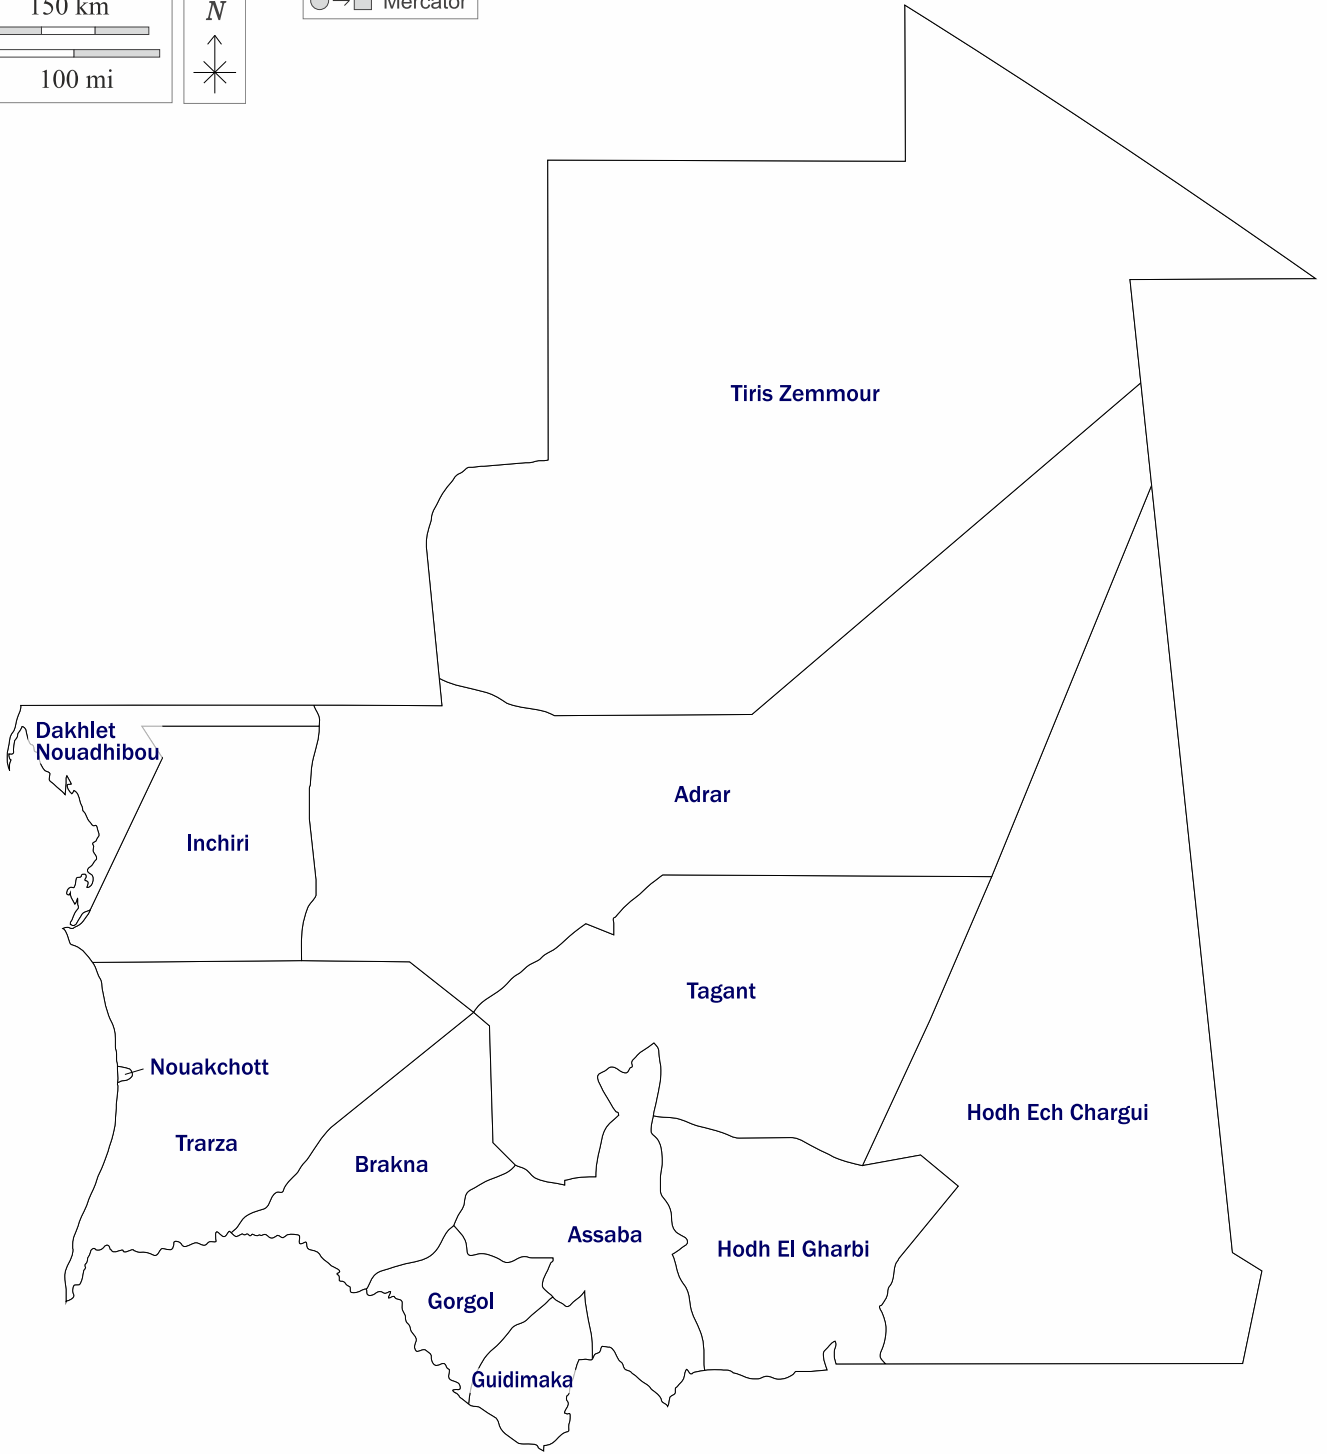 150 km
100 mi
N
Mercator
Tiris Zemmour
Dakhlet
Nouadhibou
Adrar
Inchiri
Tagant
Nouakchott
Hodh Ech Chargui
Trarza
Brakna
Assaba
Hodh El Gharbi
Gorgol
Guidimaka